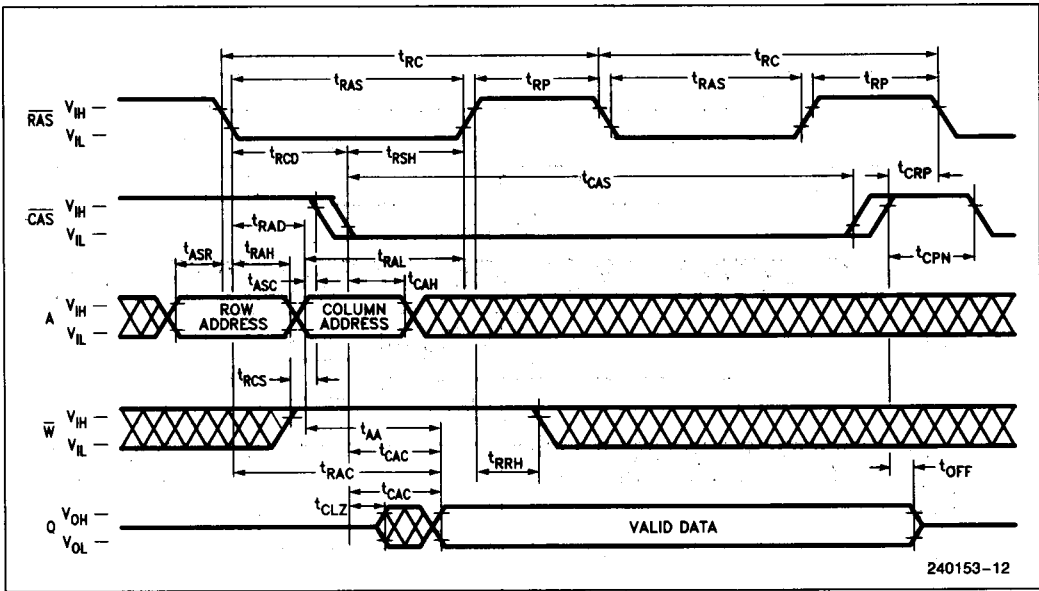 tRC tRC
tRAS tRP tRAS tRP
RAS VIH
VIL
tRCD tRSH
tCAS tCRP
CAS VIH
VIL
tRAD
tASR tRAH tRAL
tCPN
tASC tCAH
A VIH
VIL
ROW ADDRESS
COLUMN ADDRESS
tRCS
W VIH
VIL
tAA
tCAC
tRAC tRRH
tOFF
tCAC
tCLZ
Q VOH
VOL
VALID DATA
240153-12